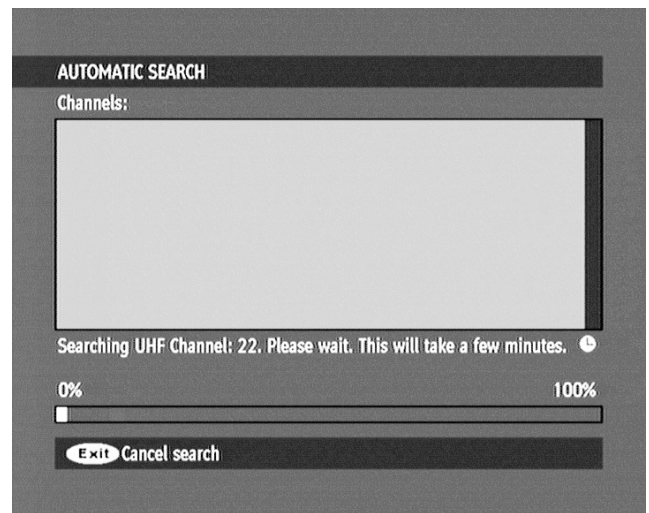 AUTOMATIC SEARCH
Channels:
Searching UHF Channel: 22. Please wait. This will take a few minutes.
0% 100%
Exit Cancel search